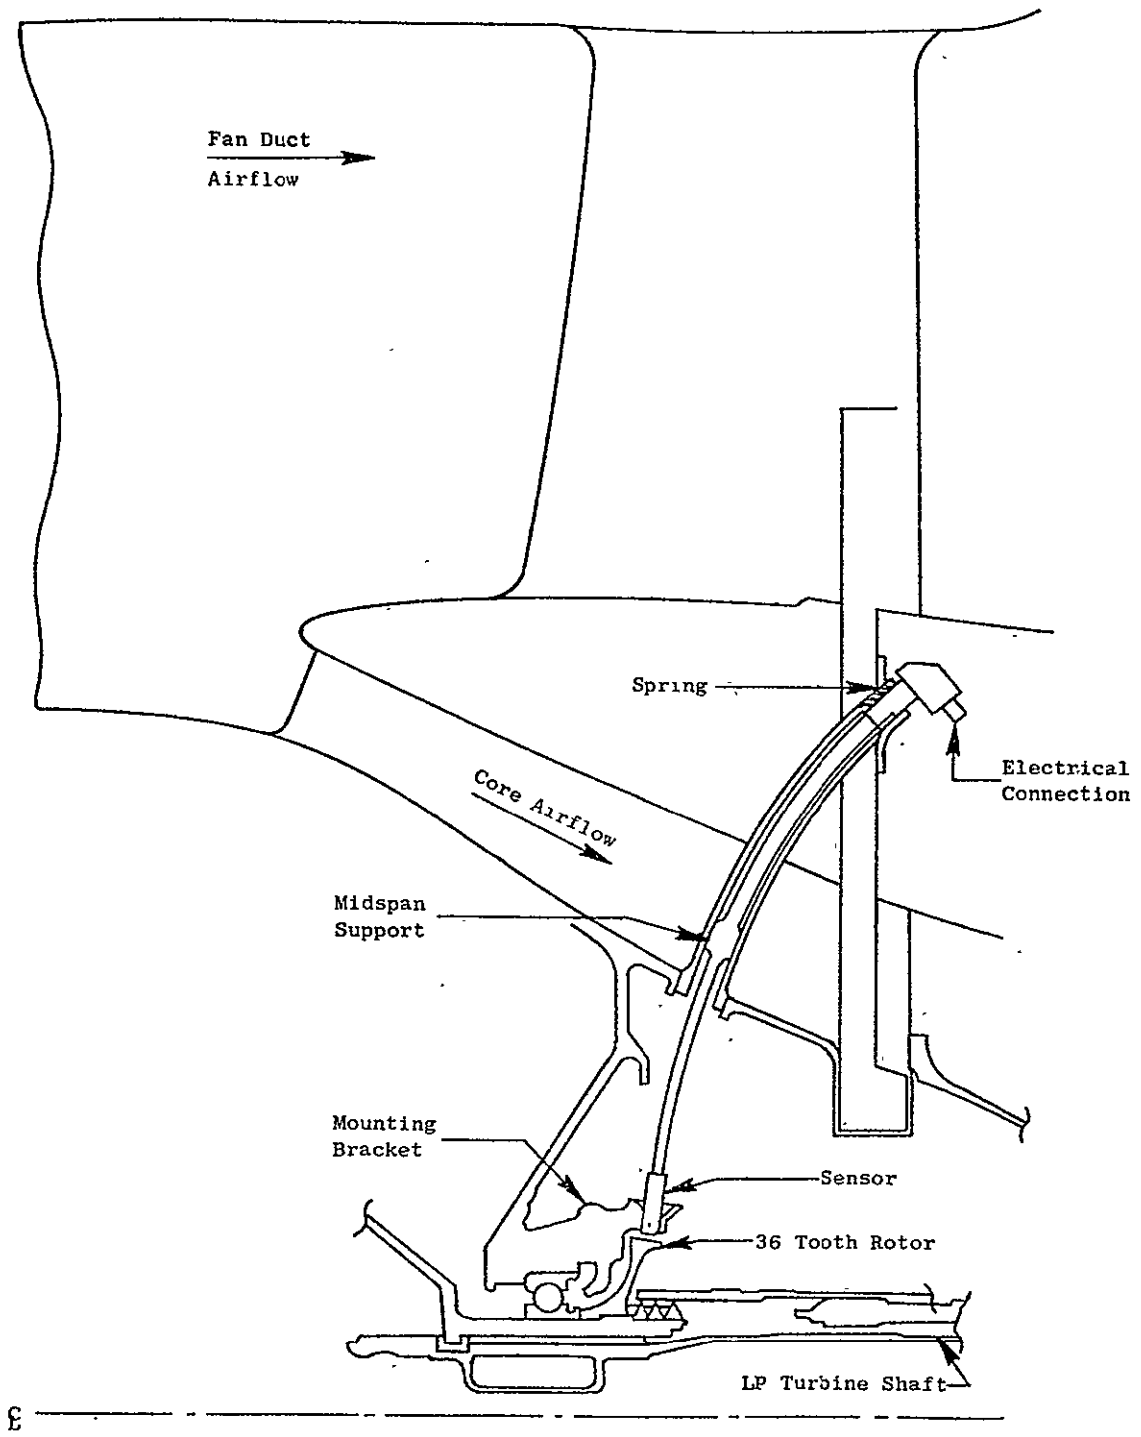 Fan Duct
Airflow
Spring
Electrical
Connection
Core Airflow
Midspan
Support
Mounting
Bracket
Sensor
36 Tooth Rotor
LP Turbine Shaft
℄